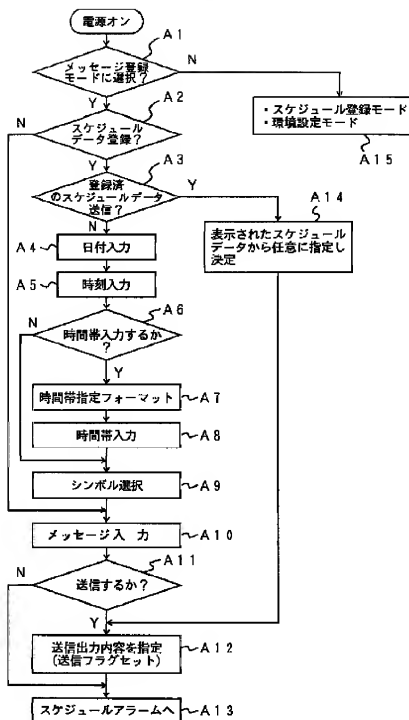 電源オン
A1
メッセージ登録
モードに選択？
N
Y
A2
・スケジュール登録モード
・環境設定モード
A15
N
スケジュール
データ登録？
Y
A3
登録済
のスケジュールデータ
送信？
Y
N
A14
表示されたスケジュール
データから任意に指定し
決定
A4
日付入力
A5
時刻入力
A6
N
時間帯入力するか
？
Y
時間帯指定フォーマット
A7
時間帯入力
A8
シンボル選択
A9
メッセージ入 力
A10
A11
N
送信するか？
Y
送信出力内容を指定
(送信フラグセット)
A12
スケジュールアラームへ
A13